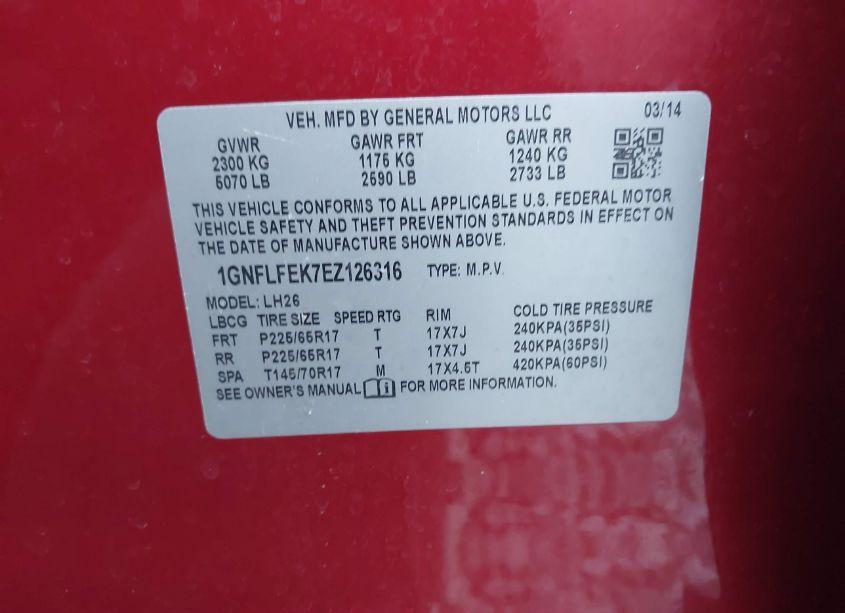 VEH. MFD BY GENERAL MOTORS LLC 03/14
GVWR GAWR FRT GAWR RR
2300 KG 1175 KG 1240 KG
5070 LB 2590 LB 2733 LB
THIS VEHICLE CONFORMS TO ALL APPLICABLE U.S. FEDERAL MOTOR
VEHICLE SAFETY AND THEFT PREVENTION STANDARDS IN EFFECT ON
THE DATE OF MANUFACTURE SHOWN ABOVE.
1GNFLFEK7EZ126316 TYPE: M.P.V.
MODEL: LH26
LBCG TIRE SIZE SPEED RTG RIM COLD TIRE PRESSURE
FRT P225/65R17 T 17X7J 240KPA(35PSI)
RR P225/65R17 T 17X7J 240KPA(35PSI)
SPA T145/70R17 M 17X4.5T 420KPA(60PSI)
SEE OWNER'S MANUAL FOR MORE INFORMATION.